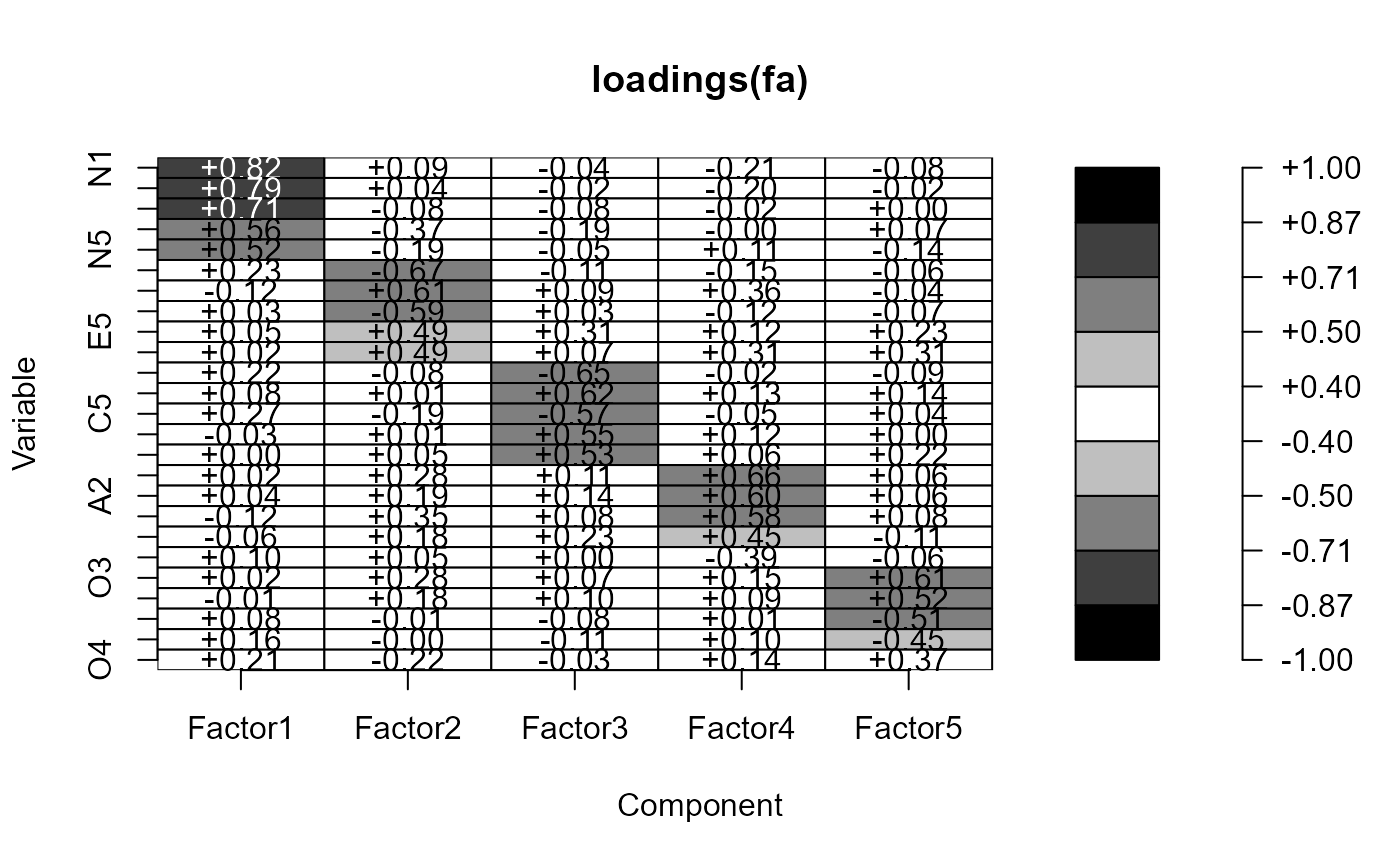 loadings(fa)
N1 +0.82 +0.09 -0.04 -0.21 -0.08
+0.79 +0.04 -0.02 -0.20 -0.02
+0.71 -0.08 -0.08 -0.02 +0.00
+0.56 -0.37 -0.19 -0.00 +0.07
N5 +0.52 -0.19 -0.05 +0.11 -0.14
+0.23 -0.67 -0.11 -0.15 -0.06
-0.12 +0.61 +0.09 +0.36 -0.04
+0.03 -0.59 +0.03 -0.12 -0.07
E5 +0.05 +0.49 +0.31 +0.12 +0.23
+0.02 +0.49 +0.07 +0.31 +0.31
+0.22 -0.08 -0.65 -0.02 -0.09
+0.08 +0.01 +0.62 +0.13 +0.14
C5 +0.27 -0.19 -0.57 -0.05 +0.04
-0.03 +0.01 +0.55 +0.12 +0.00
+0.00 +0.05 +0.53 +0.06 +0.22
+0.02 +0.28 +0.11 +0.66 +0.06
A2 +0.04 +0.19 +0.14 +0.60 +0.06
-0.12 +0.35 +0.08 +0.58 +0.08
-0.06 +0.18 +0.23 +0.45 -0.11
+0.10 +0.05 +0.00 -0.39 -0.06
O3 +0.02 +0.28 +0.07 +0.15 +0.61
-0.01 +0.18 +0.10 +0.09 +0.52
+0.08 -0.01 -0.08 +0.01 -0.51
+0.16 -0.00 -0.11 +0.10 -0.45
O4 +0.21 -0.22 -0.03 +0.14 +0.37
Variable
Factor1 Factor2 Factor3 Factor4 Factor5
Component
+1.00
+0.87
+0.71
+0.50
+0.40
-0.40
-0.50
-0.71
-0.87
-1.00